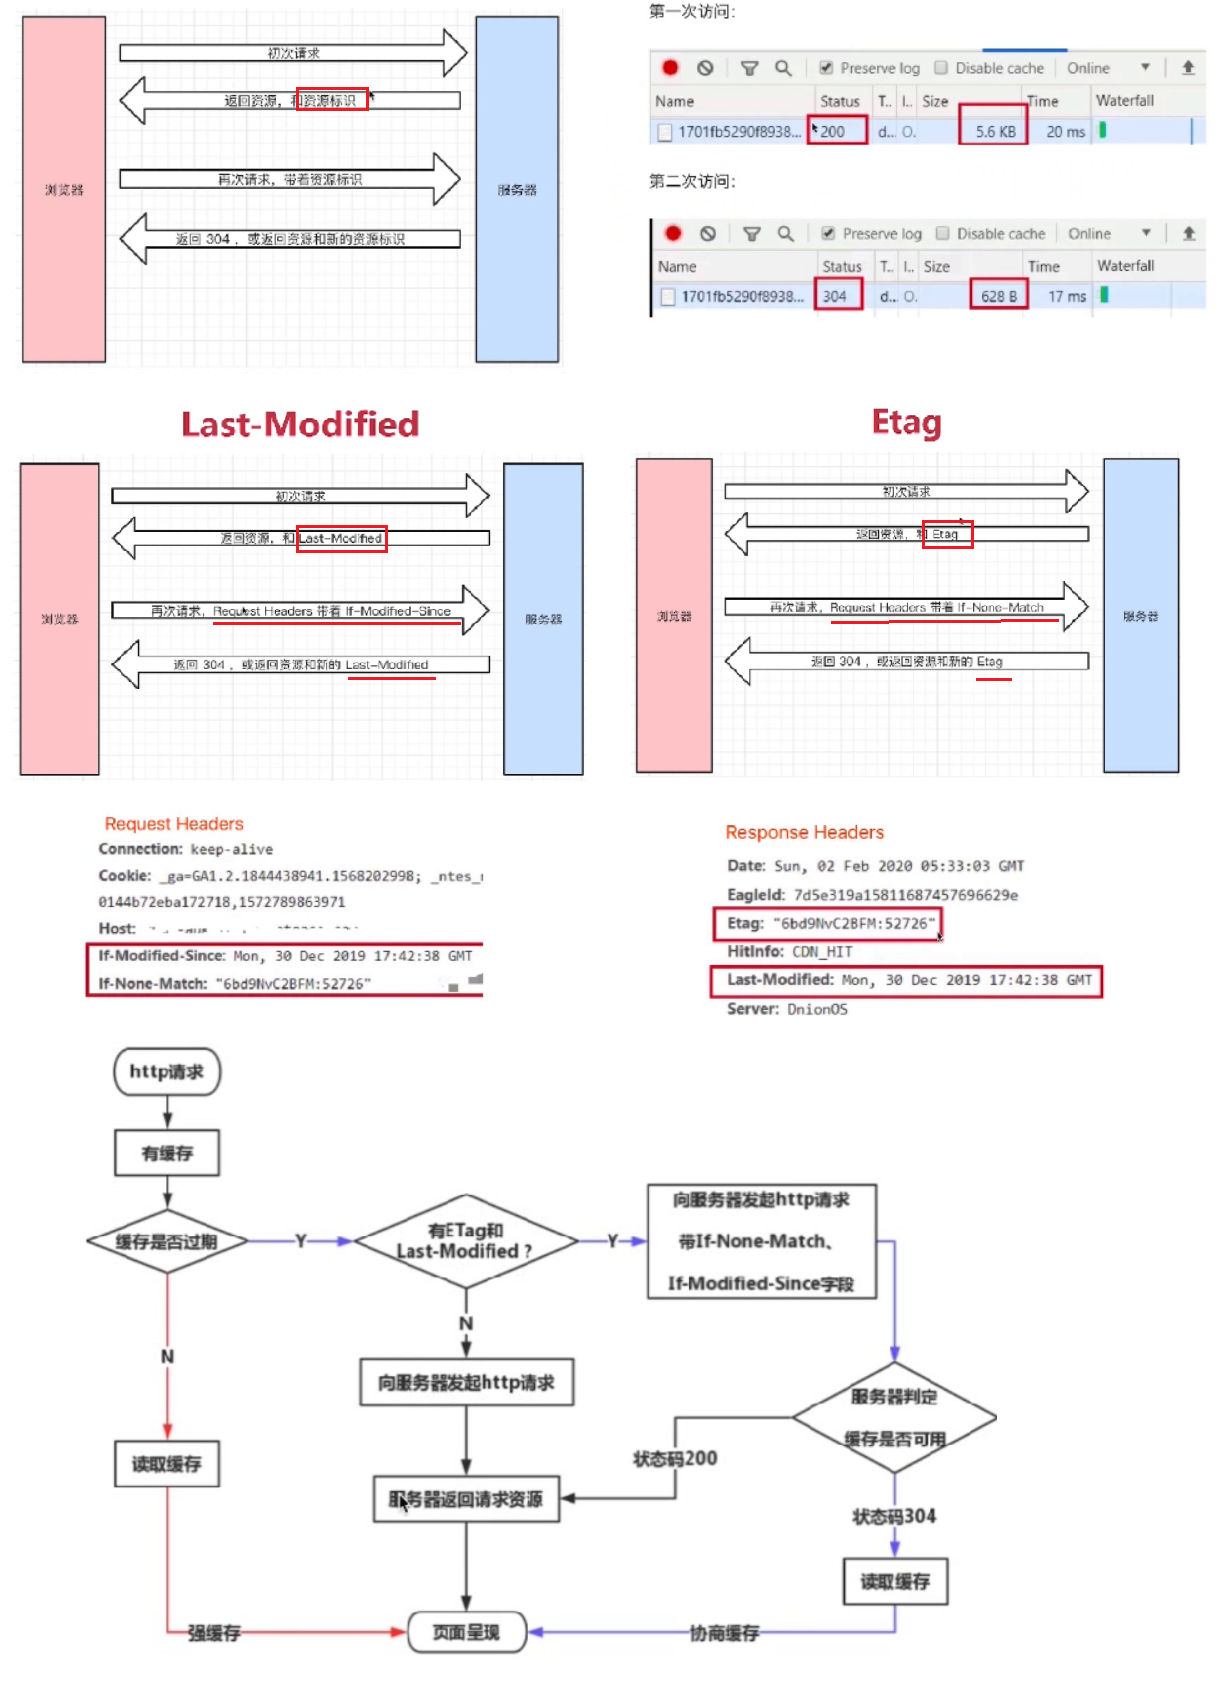 初次请求
返回资源，和资源标识
再次请求，带着资源标识
返回 304 ，或返回资源和新的资源标识
浏览器
服务器
第一次访问：
Preserve log Disable cache Online
Name Status T.. I.. Size Time Waterfall
1701fb5290f8938... 200 d... O. 5.6 KB 20 ms
第二次访问：
Preserve log Disable cache Online
Name Status T.. I.. Size Time Waterfall
1701fb5290f8938... 304 d... O. 628 B 17 ms
Last-Modified
初次请求
返回资源，和 Last-Modified
再次请求，Request Headers 带着 If-Modified-Since
返回 304 ，或返回资源和新的 Last-Modified
浏览器
服务器
Etag
初次请求
返回资源，和 Etag
再次请求，Request Headers 带着 If-None-Match
返回 304 ，或返回资源和新的 Etag
浏览器
服务器
Request Headers
Connection: keep-alive
Cookie: _ga=GA1.2.1844438941.1568202998; _ntes_
0144b72eba172718,1572789863971
Host:
If-Modified-Since: Mon, 30 Dec 2019 17:42:38 GMT
If-None-Match: "6bd9NvC2BFM:52726"
Response Headers
Date: Sun, 02 Feb 2020 05:33:03 GMT
EagleId: 7d5e319a15811687457696629e
Etag: "6bd9NvC2BFM:52726"
HitInfo: CDN_HIT
Last-Modified: Mon, 30 Dec 2019 17:42:38 GMT
Server: DnionOS
http请求
有缓存
缓存是否过期
Y
有ETag和
Last-Modified ?
Y
向服务器发起http请求
带If-None-Match、
If-Modified-Since字段
N
N
向服务器发起http请求
服务器判定
缓存是否可用
读取缓存
状态码200
服务器返回请求资源
状态码304
读取缓存
强缓存
页面呈现
协商缓存